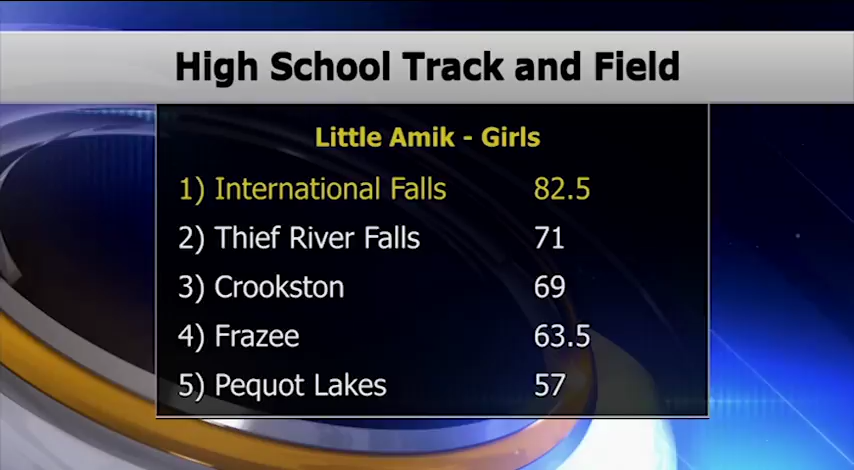 High School Track and Field
Little Amik - Girls
1) International Falls 82.5
2) Thief River Falls 71
3) Crookston 69
4) Frazee 63.5
5) Pequot Lakes 57